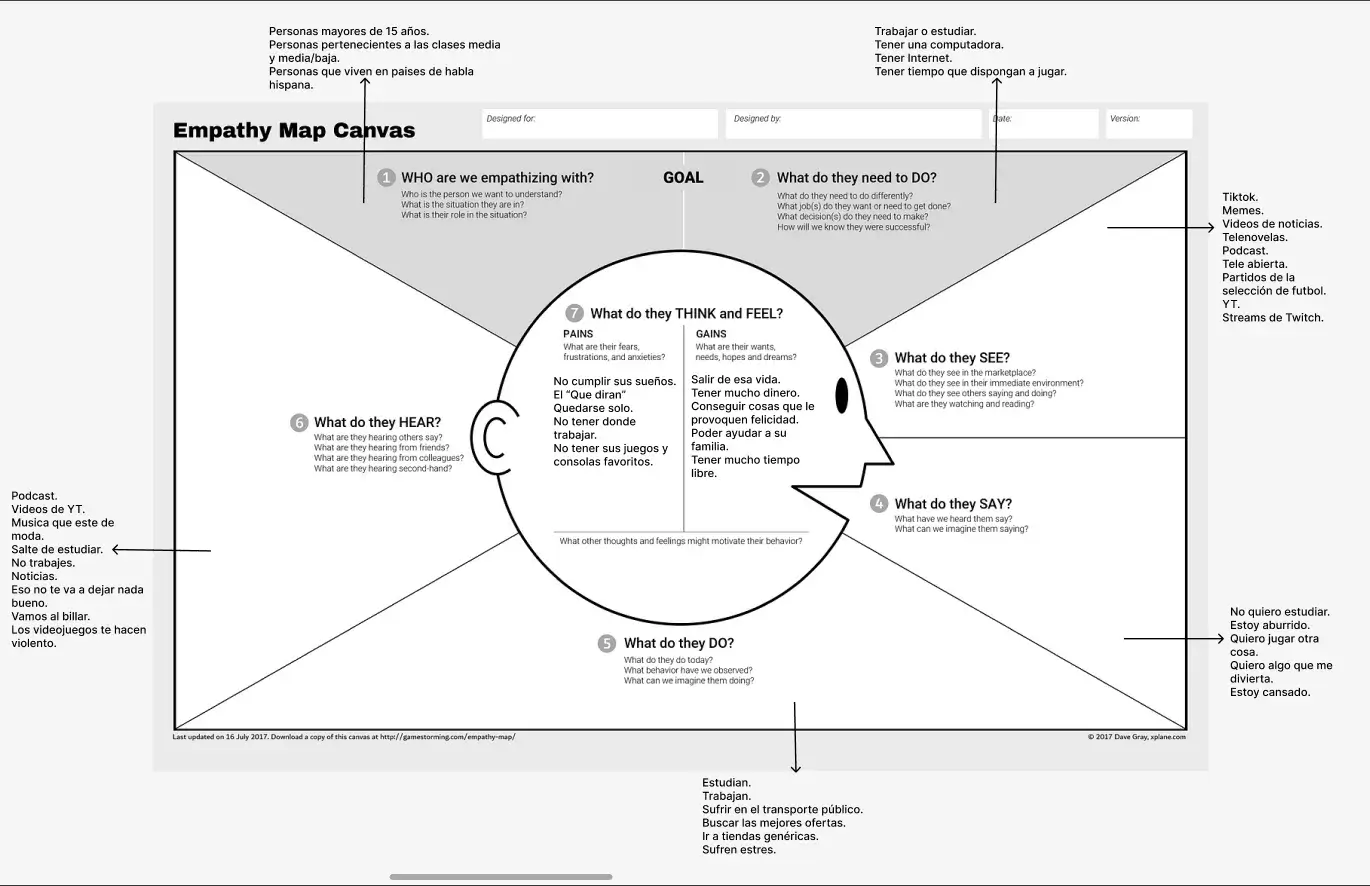 Personas mayores de 15 años.
Personas pertenecientes a las clases media
y media/baja.
Personas que viven en paises de habla
hispana.
Trabajar o estudiar.
Tener una computadora.
Tener Internet.
Tener tiempo que dispongan a jugar.
Empathy Map Canvas
Designed for:
Designed by:
Date:
Version:
1 WHO are we empathizing with?
Who is the person we want to understand?
What is the situation they are in?
What is their role in the situation?
GOAL
2 What do they need to DO?
What do they need to do differently?
What job(s) do they want or need to get done?
What decision(s) do they need to make?
How will we know they were successful?
Tiktok.
Memes.
Videos de noticias.
Telenovelas.
Podcast.
Tele abierta.
Partidos de la
selección de futbol.
YT.
Streams de Twitch.
7 What do they THINK and FEEL?
PAINS
What are their fears,
frustrations, and anxieties?
No cumplir sus sueños.
El “Que diran”
Quedarse solo.
No tener donde
trabajar.
No tener sus juegos y
consolas favoritos.
GAINS
What are their wants,
needs, hopes and dreams?
Salir de esa vida.
Tener mucho dinero.
Conseguir cosas que le
provoquen felicidad.
Poder ayudar a su
familia.
Tener mucho tiempo
libre.
What other thoughts and feelings might motivate their behavior?
3 What do they SEE?
What do they see in the marketplace?
What do they see in their immediate environment?
What do they see others saying and doing?
What are they watching and reading?
6 What do they HEAR?
What are they hearing others say?
What are they hearing from friends?
What are they hearing from colleagues?
What are they hearing second-hand?
4 What do they SAY?
What have we heard them say?
What can we imagine them saying?
Podcast.
Videos de YT.
Musica que este de
moda.
Salte de estudiar.
No trabajes.
Noticias.
Eso no te va a dejar nada
bueno.
Vamos al billar.
Los videojuegos te hacen
violento.
No quiero estudiar.
Estoy aburrido.
Quiero jugar otra
cosa.
Quiero algo que me
divierta.
Estoy cansado.
5 What do they DO?
What do they do today?
What behavior have we observed?
What can we imagine them doing?
Last updated on 16 July 2017. Download a copy of this canvas at http://gamestorming.com/empathy-map/
© 2017 Dave Gray, xplane.com
Estudian.
Trabajan.
Sufrir en el transporte público.
Buscar las mejores ofertas.
Ir a tiendas genéricas.
Sufren estres.